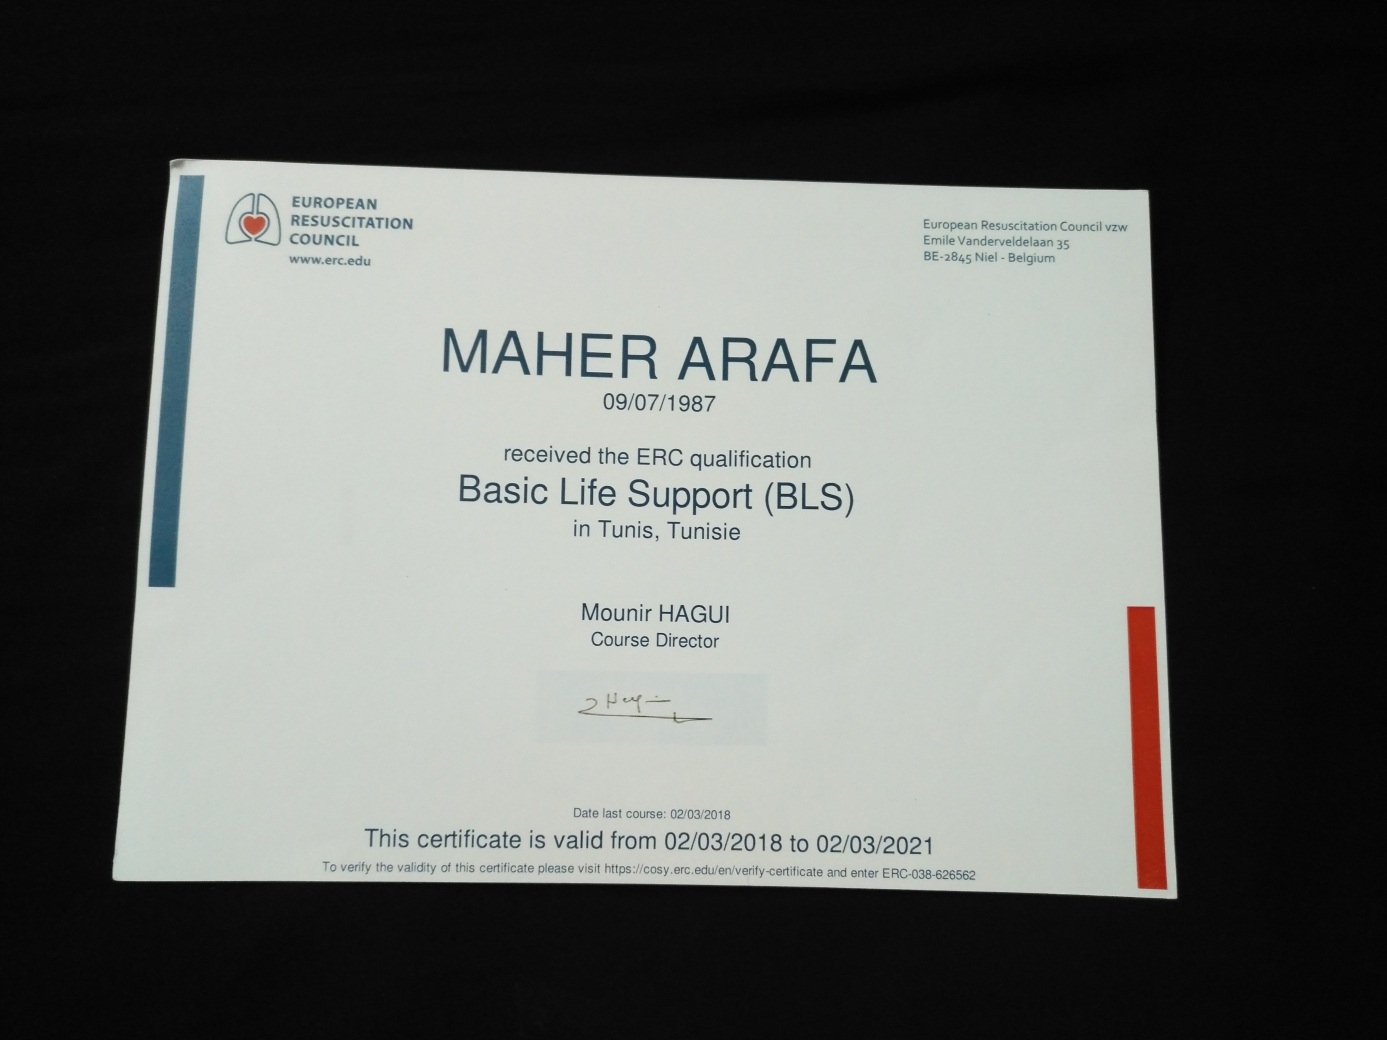 EUROPEAN
RESUSCITATION
COUNCIL
www.erc.edu
European Resuscitation Council vzw
Emile Vanderveldelaan 35
BE-2845 Niel - Belgium
MAHER ARAFA
09/07/1987
received the ERC qualification
Basic Life Support (BLS)
in Tunis, Tunisie
Mounir HAGUI
Course Director
Date last course: 02/03/2018
This certificate is valid from 02/03/2018 to 02/03/2021
To verify the validity of this certificate please visit https://cosy.erc.edu/en/verify-certificate and enter ERC-038-626562